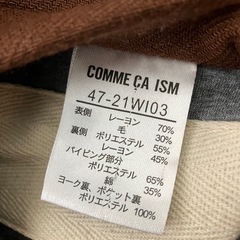 COMME ÇA ISM
47-21WI03
表側 レーヨン 70%
毛 30%
裏側 ポリエステル 55%
レーヨン 45%
パイピング部分
ポリエステル 65%
綿 35%
ヨーク裏、ポケット裏
ポリエステル 100%